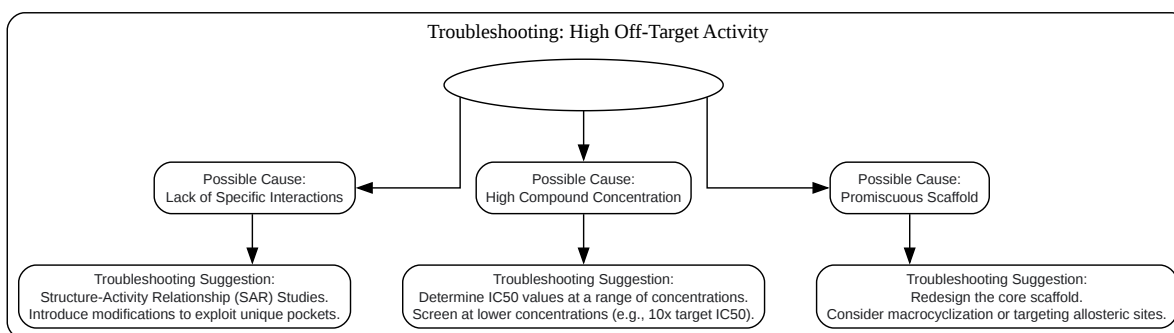 Troubleshooting: High Off-Target Activity
Possible Cause:
Lack of Specific Interactions
Possible Cause:
High Compound Concentration
Possible Cause:
Promiscuous Scaffold
Troubleshooting Suggestion:
Structure-Activity Relationship (SAR) Studies.
Introduce modifications to exploit unique pockets.
Troubleshooting Suggestion:
Determine IC50 values at a range of concentrations.
Screen at lower concentrations (e.g., 10x target IC50).
Troubleshooting Suggestion:
Redesign the core scaffold.
Consider macrocyclization or targeting allosteric sites.